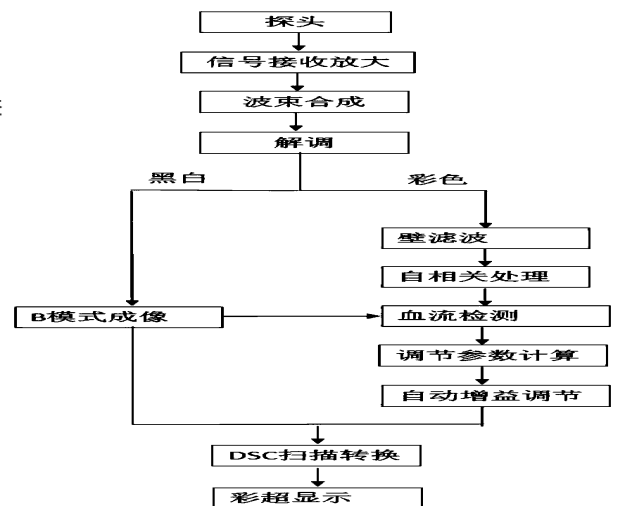 探头
信号接收放大
波束合成
解调
黑白
彩色
壁滤波
自相关处理
B模式成像
血流检测
调节参数计算
自动增益调节
DSC扫描转换
彩超显示